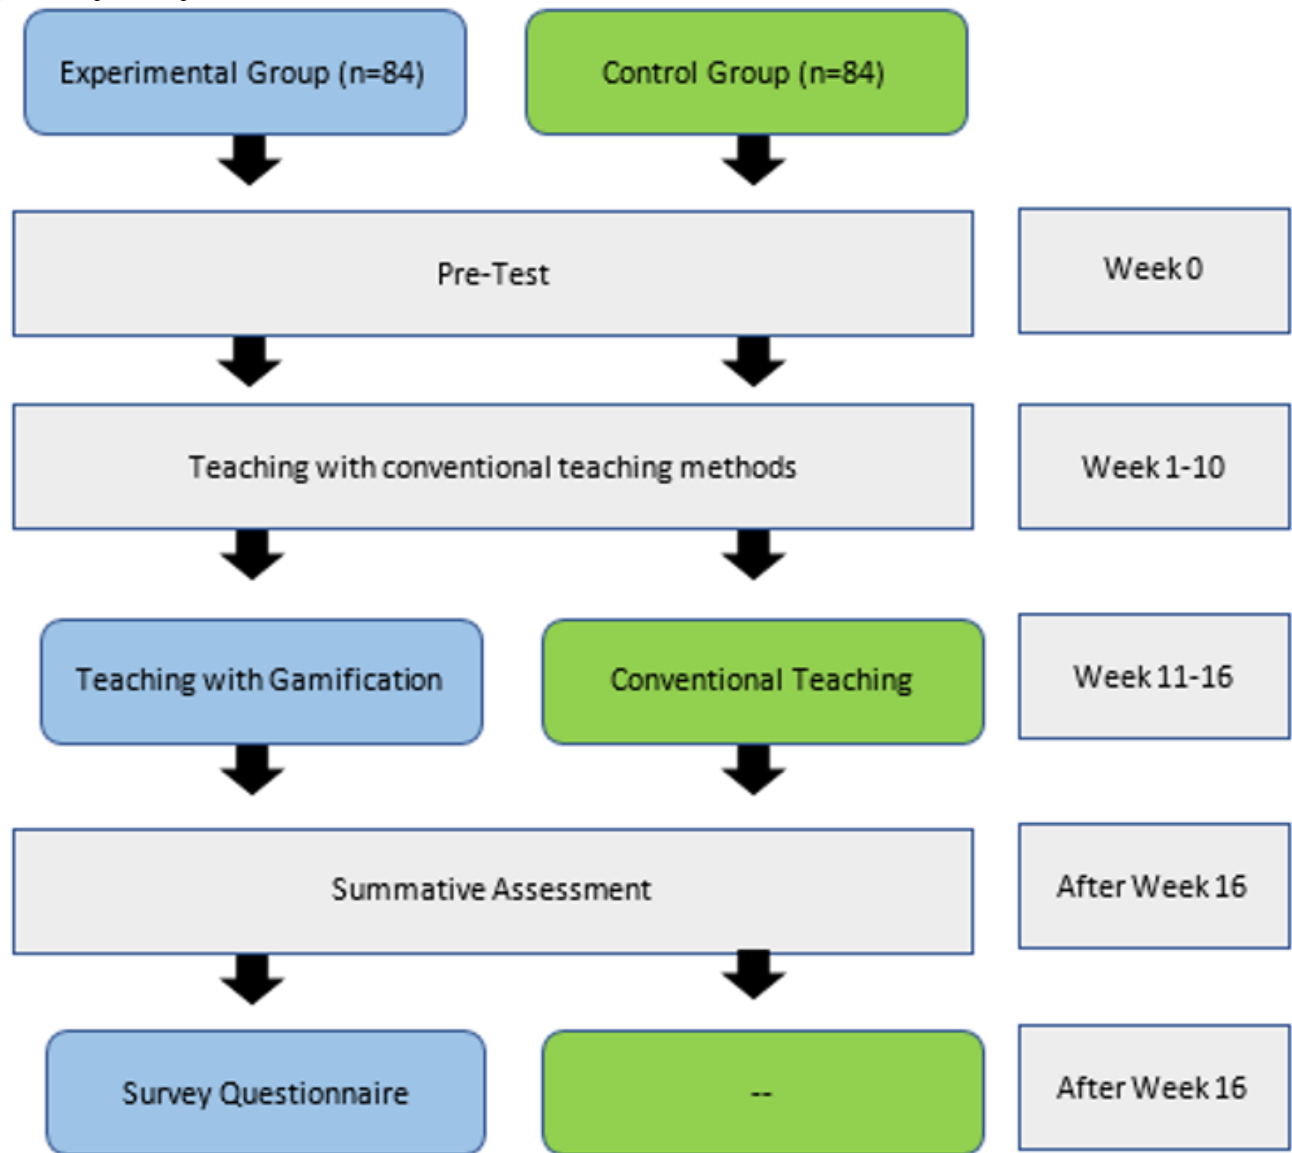 Experimental Group (n=84)
Control Group (n=84)
Pre-Test
Week 0
Teaching with conventional teaching methods
Week 1-10
Teaching with Gamification
Conventional Teaching
Week 11-16
Summative Assessment
After Week 16
Survey Questionnaire
--
After Week 16